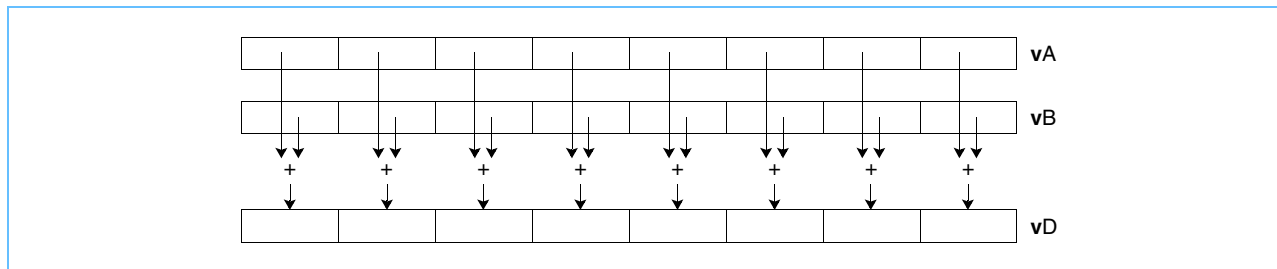 vA
vB
+ + + + + + + +
vD